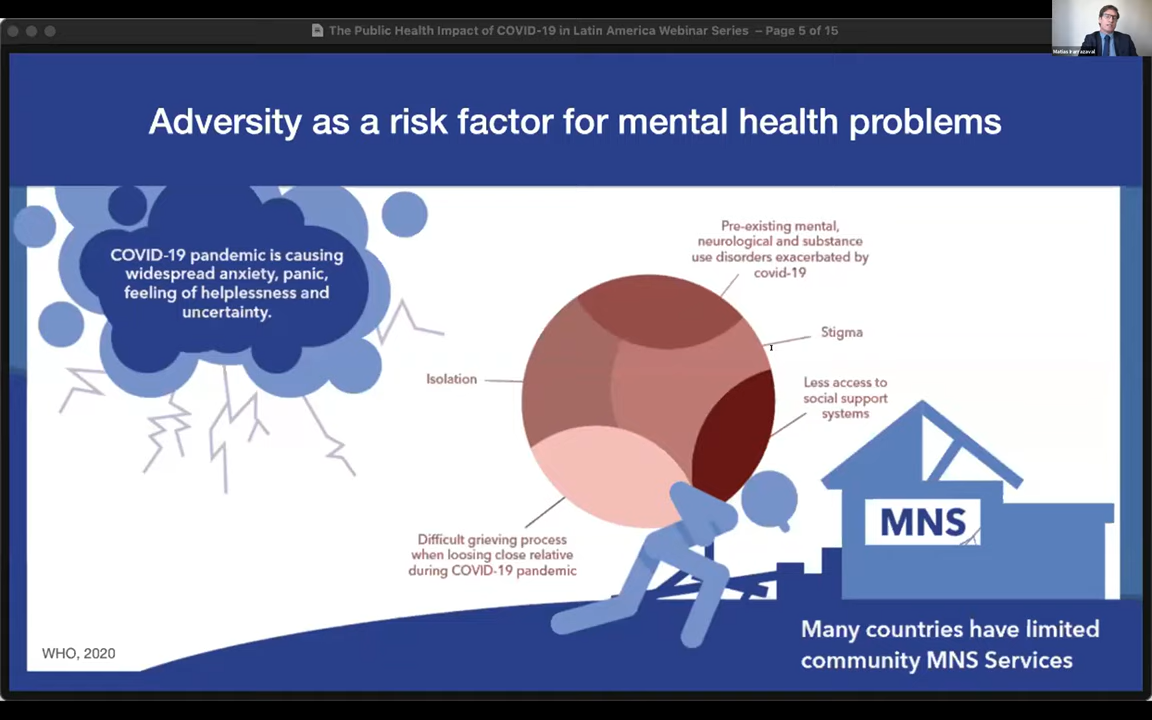 The Public Health Impact of COVID-19 in Latin America Webinar Series – Page 5 of 15
Adversity as a risk factor for mental health problems
COVID-19 pandemic is causing
widespread anxiety, panic,
feeling of helplessness and
uncertainty.
Pre-existing mental,
neurological and substance
use disorders exacerbated by
covid-19
Stigma
Isolation
Less access to
social support
systems
MNS
Difficult grieving process
when loosing close relative
during COVID-19 pandemic
Many countries have limited
community MNS Services
WHO, 2020